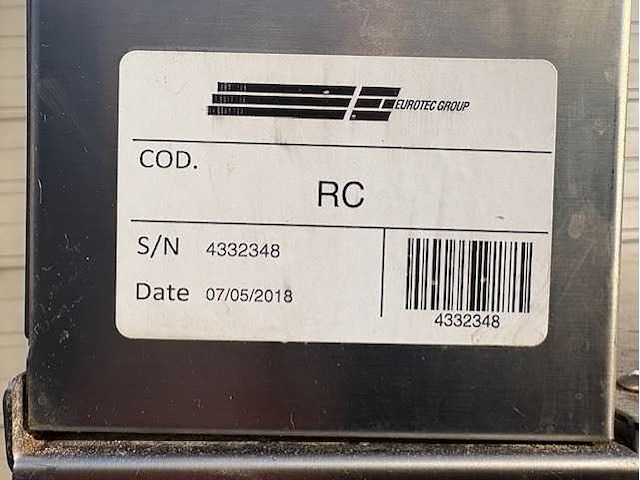 EUROTEC GROUP
COD.
RC
S/N 4332348
Date 07/05/2018
4332348